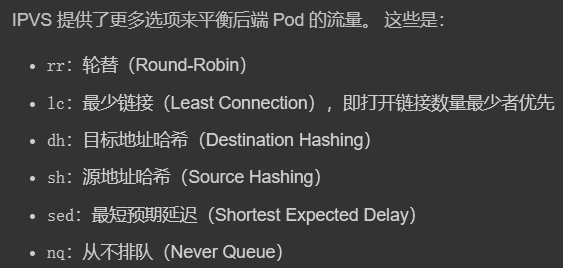 IPVS 提供了更多选项来平衡后端 Pod 的流量。 这些是：
• rr：轮替（Round-Robin）
• lc：最少链接（Least Connection），即打开链接数量最少者优先
• dh：目标地址哈希（Destination Hashing）
• sh：源地址哈希（Source Hashing）
• sed：最短预期延迟（Shortest Expected Delay）
• nq：从不排队（Never Queue）